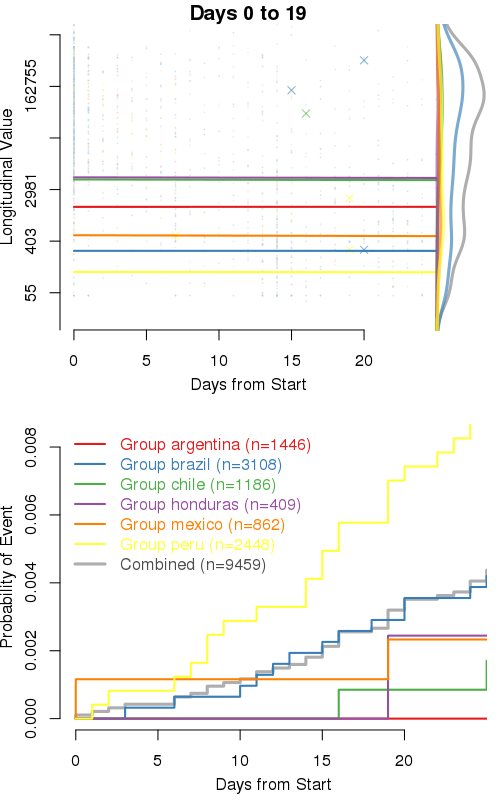 Days 0 to 19
Longitudinal Value
162755
2981
403
55
0 5 10 15 20
Days from Start
Probability of Event
0.008
0.006
0.004
0.002
0.000
Group argentina (n=1446)
Group brazil (n=3108)
Group chile (n=1186)
Group honduras (n=409)
Group mexico (n=862)
Group peru (n=2448)
Combined (n=9459)
0 5 10 15 20
Days from Start